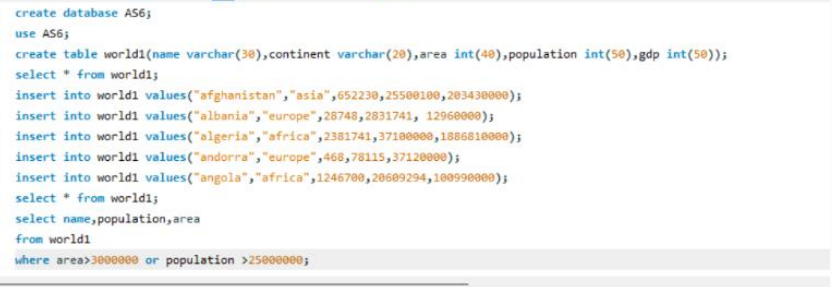 create database AS6;
use AS6;
create table world1(name varchar(30),continent varchar(20),area int(40),population int(50),gdp int(50));
select * from world1;
insert into world1 values("afghanistan","asia",652230,25500100,203430000);
insert into world1 values("albania","europe",28748,2831741, 12960000);
insert into world1 values("algeria","africa",2381741,37100000,1886810000);
insert into world1 values("andorra","europe",468,78115,37120000);
insert into world1 values("angola","africa",1246700,20609294,100990000);
select * from world1;
select name,population,area
from world1
where area>3000000 or population >25000000;